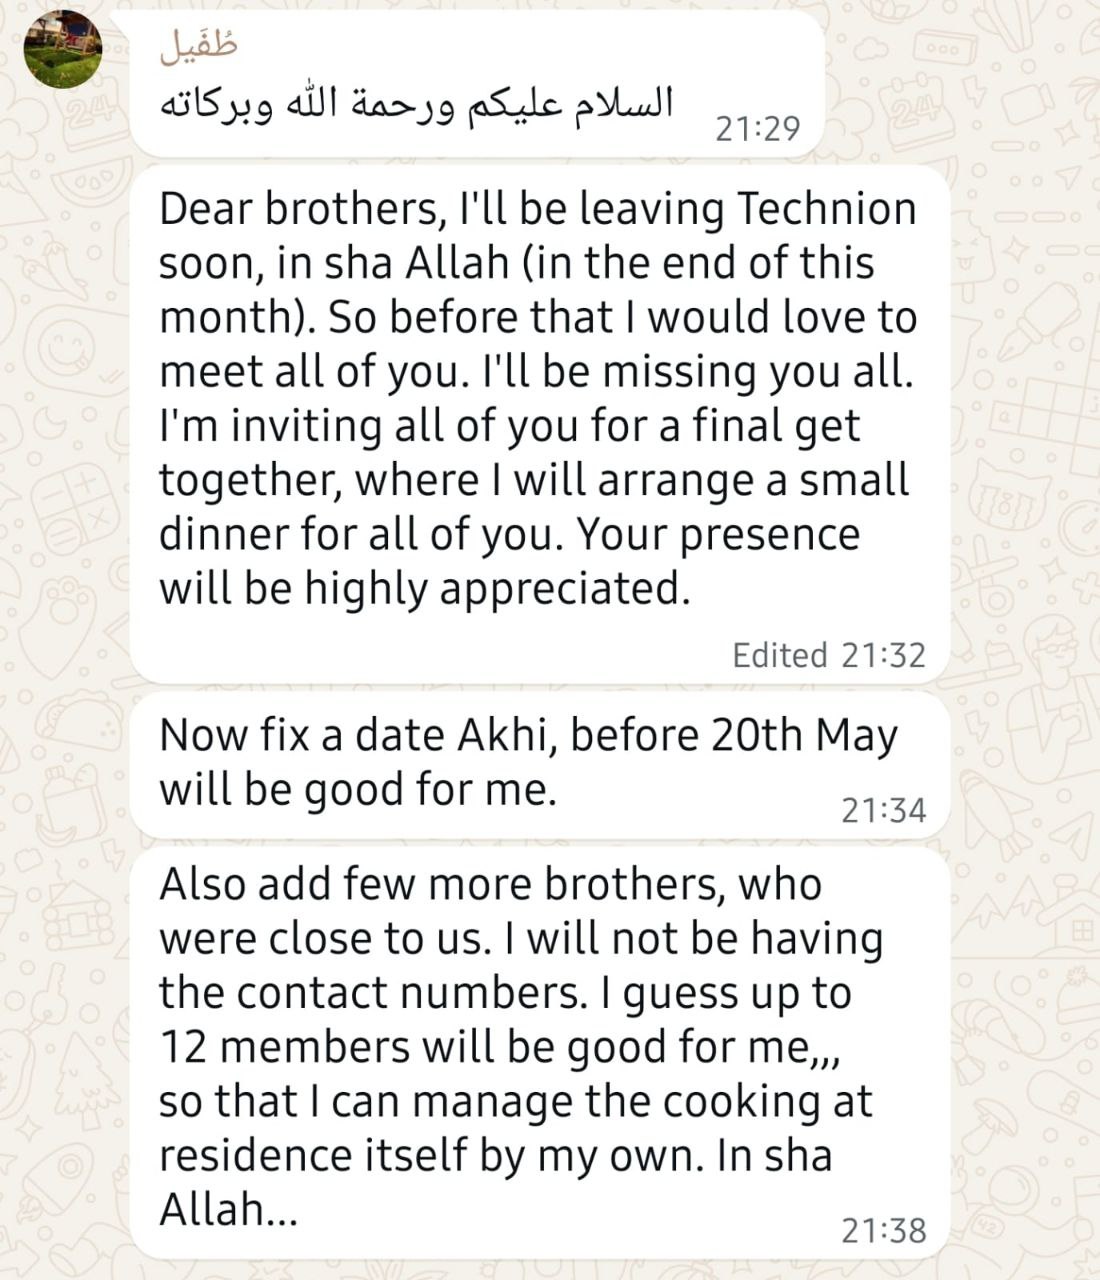 طُفَيل
السلام عليكم ورحمة الله وبركاته
21:29
Dear brothers, I'll be leaving Technion
soon, in sha Allah (in the end of this
month). So before that I would love to
meet all of you. I'll be missing you all.
I'm inviting all of you for a final get
together, where I will arrange a small
dinner for all of you. Your presence
will be highly appreciated.
Edited 21:32
Now fix a date Akhi, before 20th May
will be good for me.
21:34
Also add few more brothers, who
were close to us. I will not be having
the contact numbers. I guess up to
12 members will be good for me,,,
so that I can manage the cooking at
residence itself by my own. In sha
Allah...
21:38